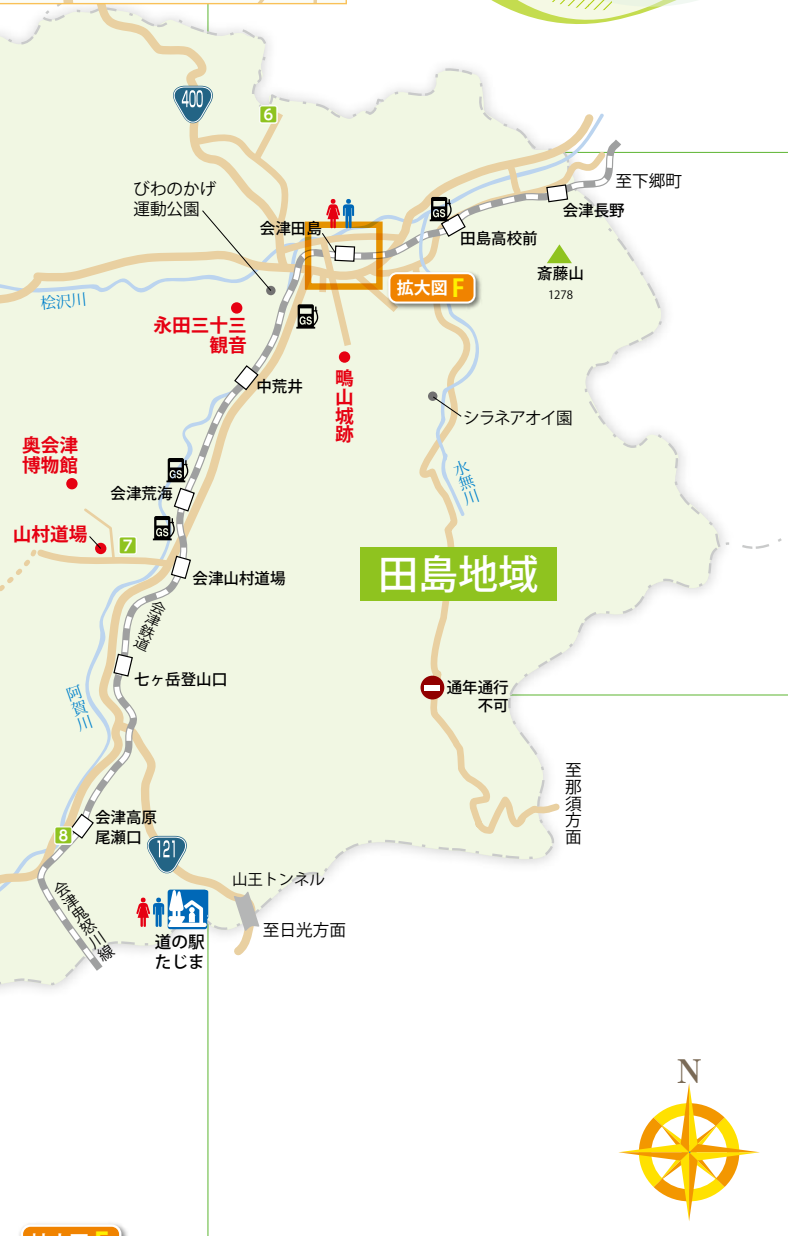 400
6
びわのかげ
運動公園
会津田島
GS
至下郷町
会津長野
田島高校前
斎藤山
1278
拡大図 F
桧沢川
永田三十三
観音
GS
中荒井
鴫山城跡
シラネアオイ園
奥会津
博物館
GS
会津荒海
水無川
GS
山村道場
7
会津山村道場
田島地域
会津鉄道
七ヶ岳登山口
通年通行
不可
阿賀川
至那須方面
会津高原
尾瀬口
8
121
山王トンネル
会津鬼怒川線
道の駅
たじま
至日光方面
N